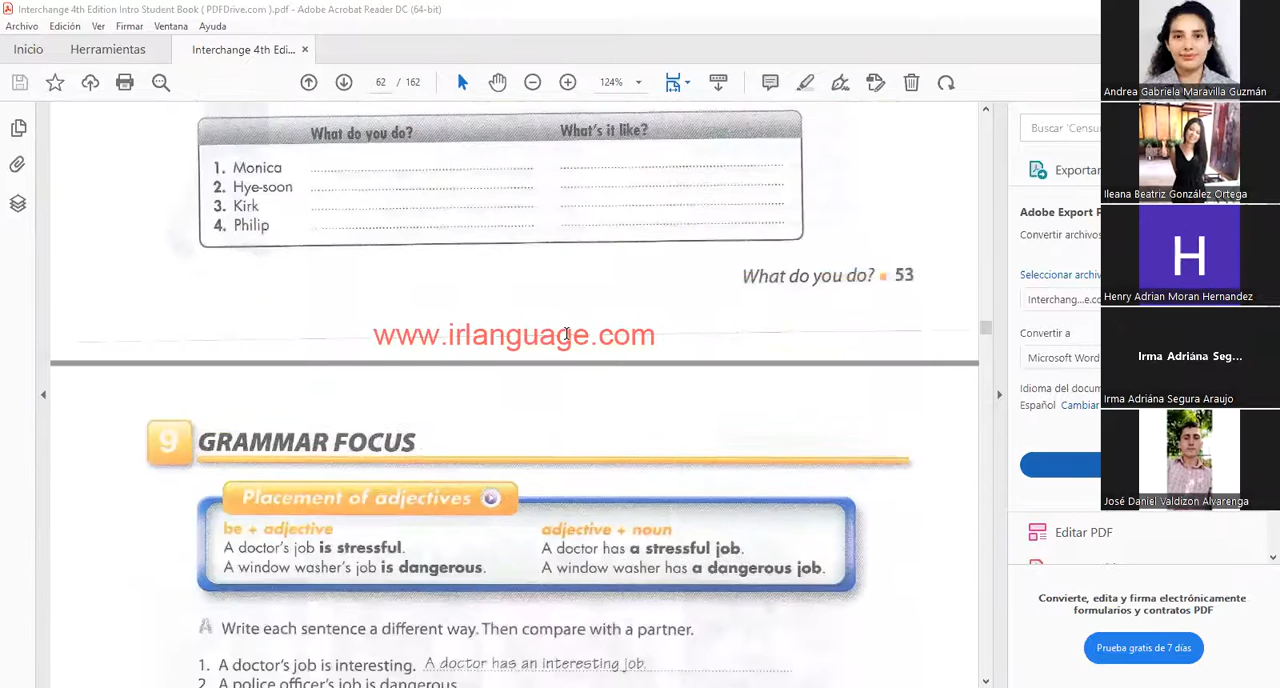 Interchange 4th Edition Intro Student Book ( PDFDrive.com ).pdf - Adobe Acrobat Reader DC (64-bit)
Archivo Edición Ver Firmar Ventana Ayuda
Inicio Herramientas Interchange 4th Edi... ×
62 / 162 124%
What do you do? What's it like?
1. Monica
2. Hye-soon
3. Kirk
4. Philip
What do you do? 53
www.irlanguage.com
9 GRAMMAR FOCUS
Placement of adjectives
be + adjective adjective + noun
A doctor's job is stressful. A doctor has a stressful job.
A window washer's job is dangerous. A window washer has a dangerous job.
A Write each sentence a different way. Then compare with a partner.
1. A doctor's job is interesting. A doctor has an interesting job.
2. A police officer's job is dangerous.
Buscar 'Censu
Exportar
Adobe Export P
Convertir archivos
Seleccionar archiv
Interchang...e.co
Convertir a
Microsoft Word
Idioma del docum
Español Cambiar
Editar PDF
Convierte, edita y firma electrónicamente
formularios y contratos PDF
Prueba gratis de 7 días
Andrea Gabriela Maravilla Guzmán
Ileana Beatriz González Ortega
H
Henry Adrian Moran Hernandez
Irma Adriána Seg...
Irma Adriána Segura Araujo
José Daniel Valdizon Alvarenga